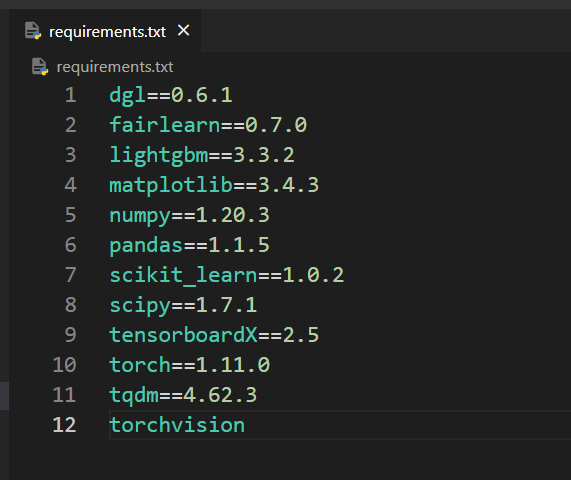 requirements.txt ×
requirements.txt
1 dgl==0.6.1
2 fairlearn==0.7.0
3 lightgbm==3.3.2
4 matplotlib==3.4.3
5 numpy==1.20.3
6 pandas==1.1.5
7 scikit_learn==1.0.2
8 scipy==1.7.1
9 tensorboardX==2.5
10 torch==1.11.0
11 tqdm==4.62.3
12 torchvision